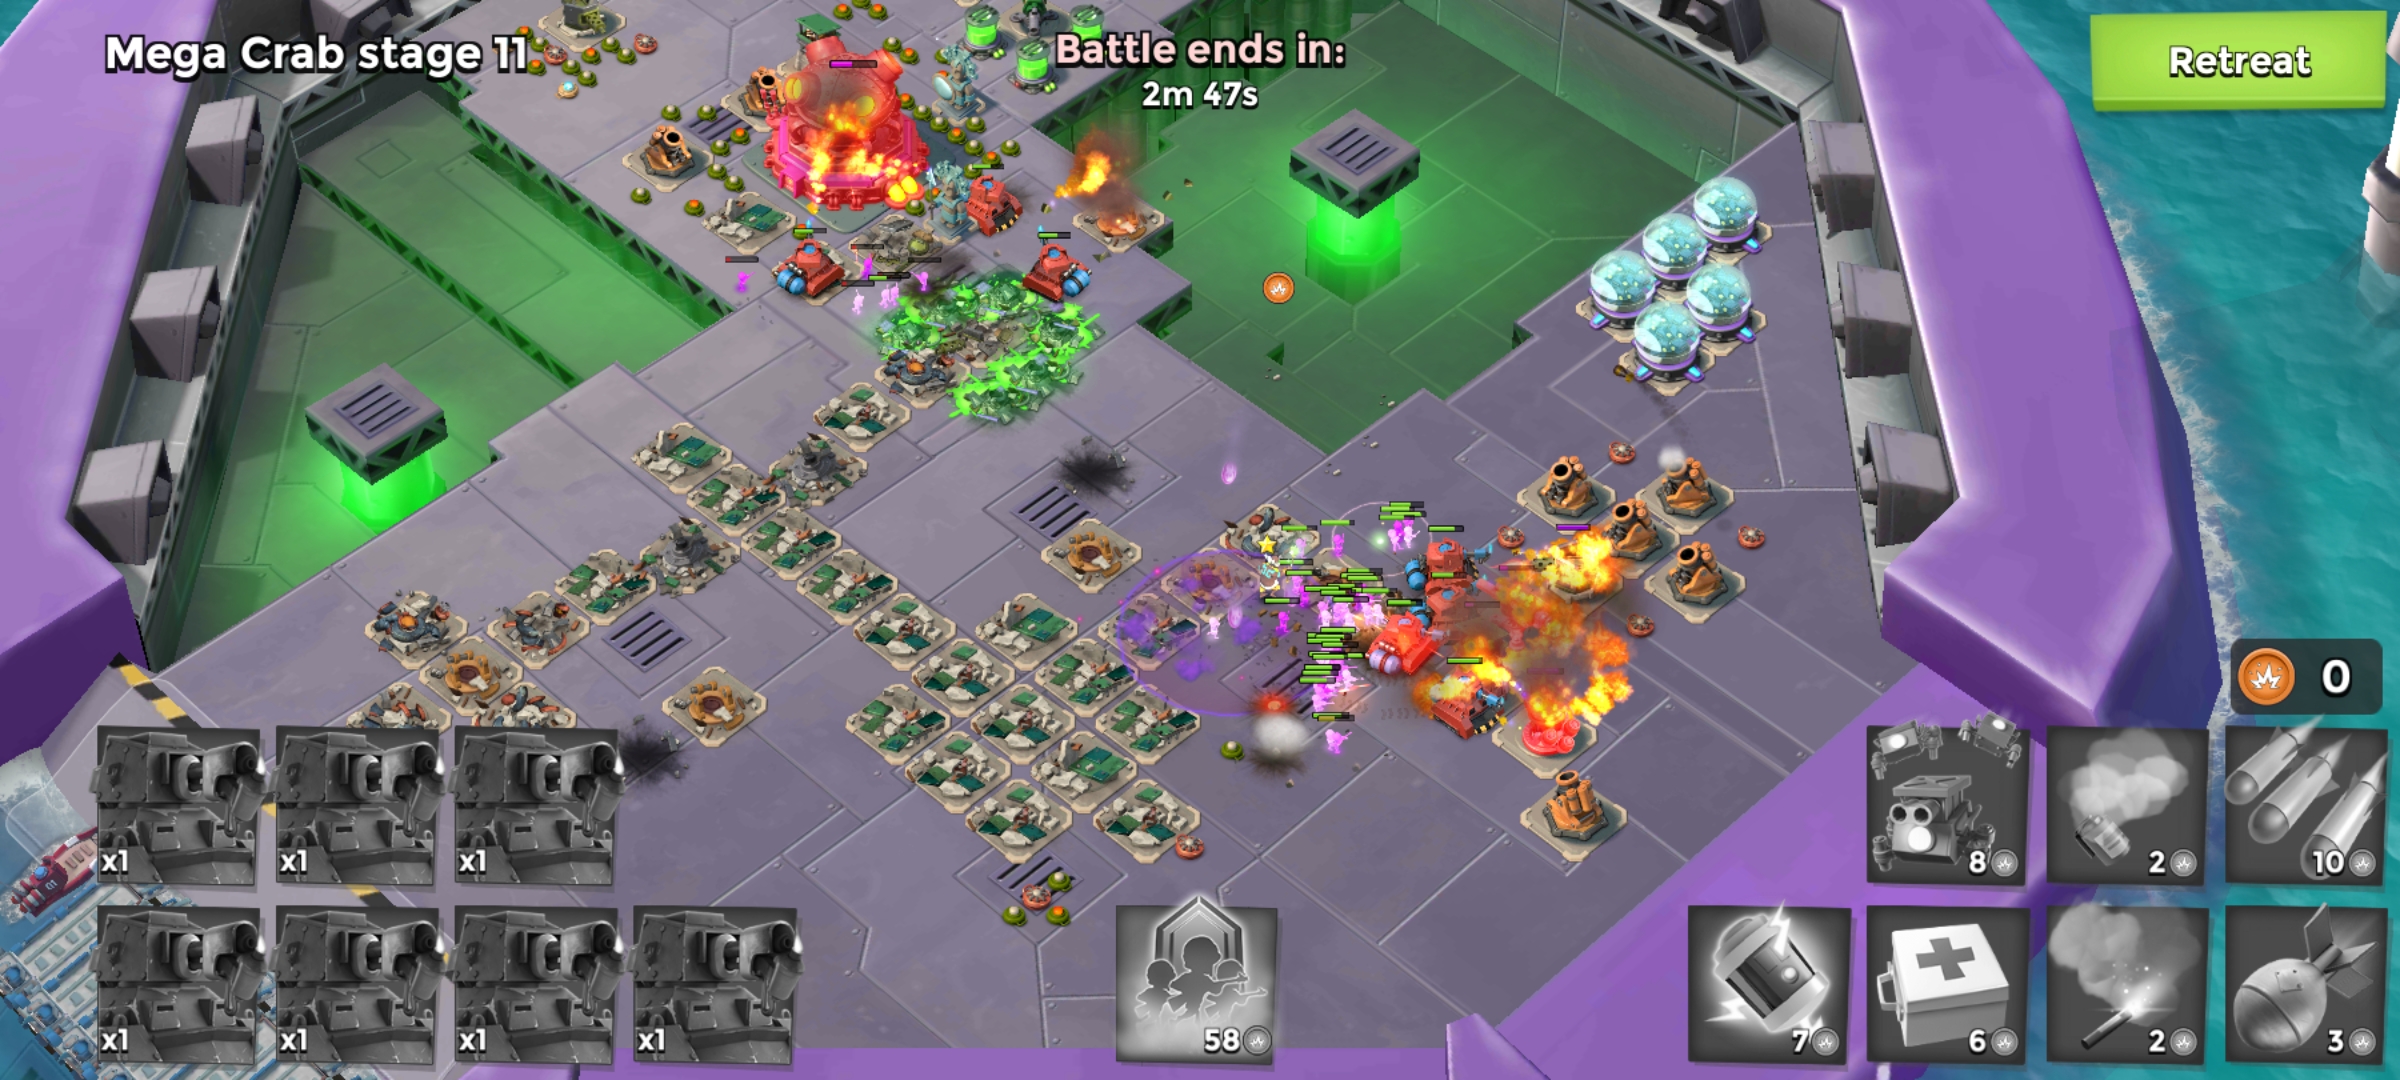 Mega Crab stage 11
Battle ends in:
2m 47s
Retreat
0
x1
x1
x1
8
2
10
x1
x1
x1
x1
58
7
6
2
3